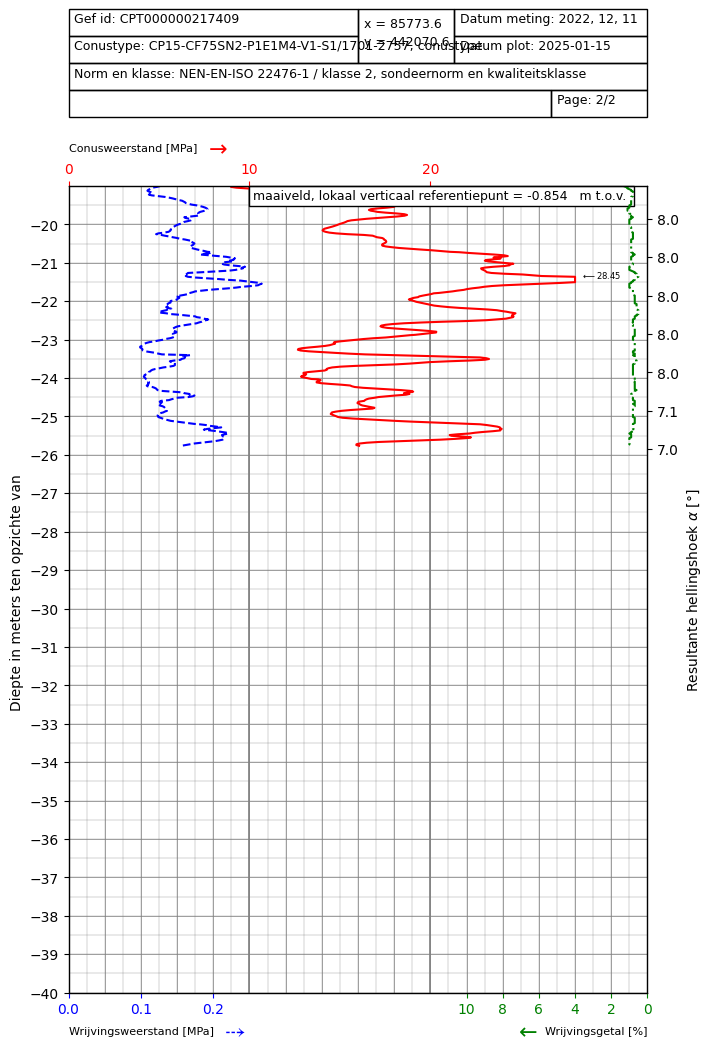 Gef id: CPT000000217409
x = 85773.6
y = 442070.6
Datum meting: 2022, 12, 11
Conustype: CP15-CF75SN2-P1E1M4-V1-S1/1701-2757, conustype
Datum plot: 2025-01-15
Norm en klasse: NEN-EN-ISO 22476-1 / klasse 2, sondeernorm en kwaliteitsklasse
Page: 2/2
Conusweerstand [MPa] →
0 10 20
maaiveld, lokaal verticaal referentiepunt = -0.854 m t.o.v.
−20 8.0
−21 8.0
⟵ 28.45
−22 8.0
−23 8.0
−24 8.0
−25 7.1
−26 7.0
−27
−28
−29
−30
−31
−32
−33
−34
−35
−36
−37
−38
−39
−40
Diepte in meters ten opzichte van
Resultante hellingshoek α [°]
0.0 0.1 0.2 10 8 6 4 2 0
Wrijvingsweerstand [MPa] ⇢
← Wrijvingsgetal [%]